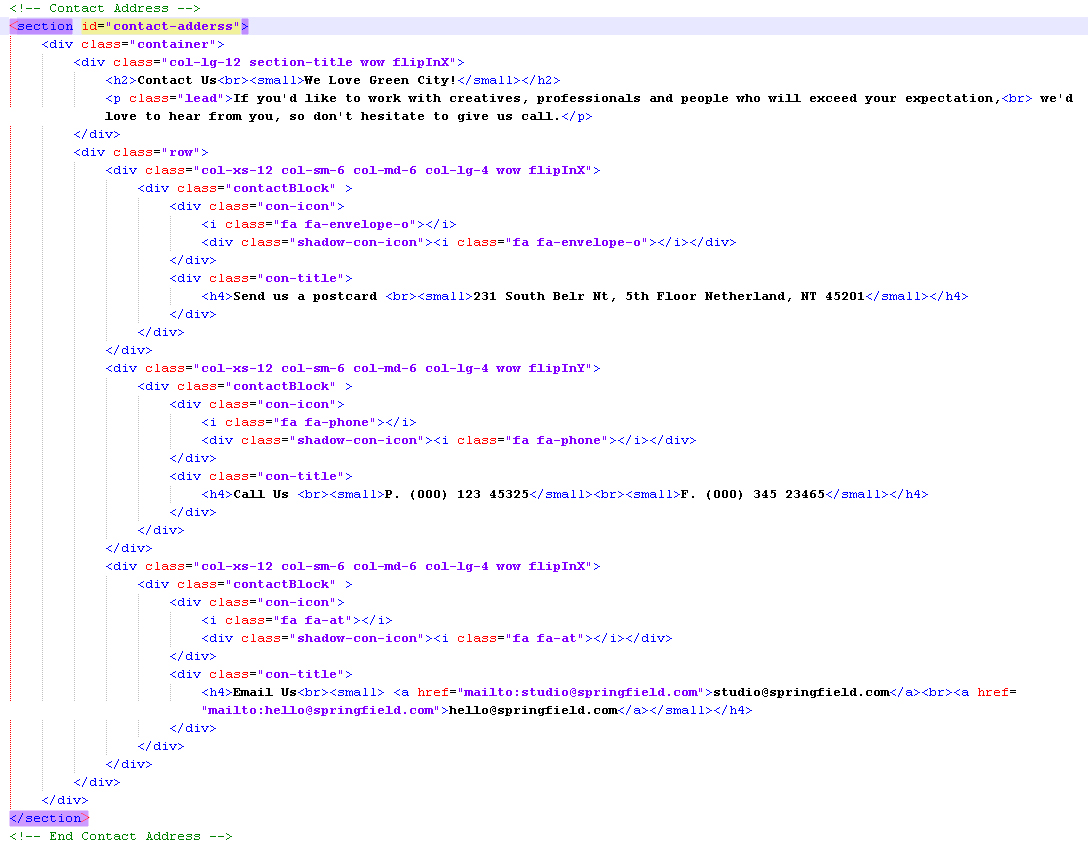 <!-- Contact Address -->
<section id="contact-adderss">
<div class="container">
<div class="col-lg-12 section-title wow flipInX">
<h2>Contact Us<br><small>We Love Green City!</small></h2>
<p class="lead">If you'd like to work with creatives, professionals and people who will exceed your expectation,<br> we'd
love to hear from you, so don't hesitate to give us call.</p>
</div>
<div class="row">
<div class="col-xs-12 col-sm-6 col-md-6 col-lg-4 wow flipInX">
<div class="contactBlock" >
<div class="con-icon">
<i class="fa fa-envelope-o"></i>
<div class="shadow-con-icon"><i class="fa fa-envelope-o"></i></div>
</div>
<div class="con-title">
<h4>Send us a postcard <br><small>231 South Belr Nt, 5th Floor Netherland, NT 45201</small></h4>
</div>
</div>
</div>
<div class="col-xs-12 col-sm-6 col-md-6 col-lg-4 wow flipInY">
<div class="contactBlock" >
<div class="con-icon">
<i class="fa fa-phone"></i>
<div class="shadow-con-icon"><i class="fa fa-phone"></i></div>
</div>
<div class="con-title">
<h4>Call Us <br><small>P. (000) 123 45325</small><br><small>F. (000) 345 23465</small></h4>
</div>
</div>
</div>
<div class="col-xs-12 col-sm-6 col-md-6 col-lg-4 wow flipInX">
<div class="contactBlock" >
<div class="con-icon">
<i class="fa fa-at"></i>
<div class="shadow-con-icon"><i class="fa fa-at"></i></div>
</div>
<div class="con-title">
<h4>Email Us<br><small> <a href="mailto:studio@springfield.com">studio@springfield.com</a><br><a href=
"mailto:hello@springfield.com">hello@springfield.com</a></small></h4>
</div>
</div>
</div>
</div>
</div>
</section>
<!-- End Contact Address -->